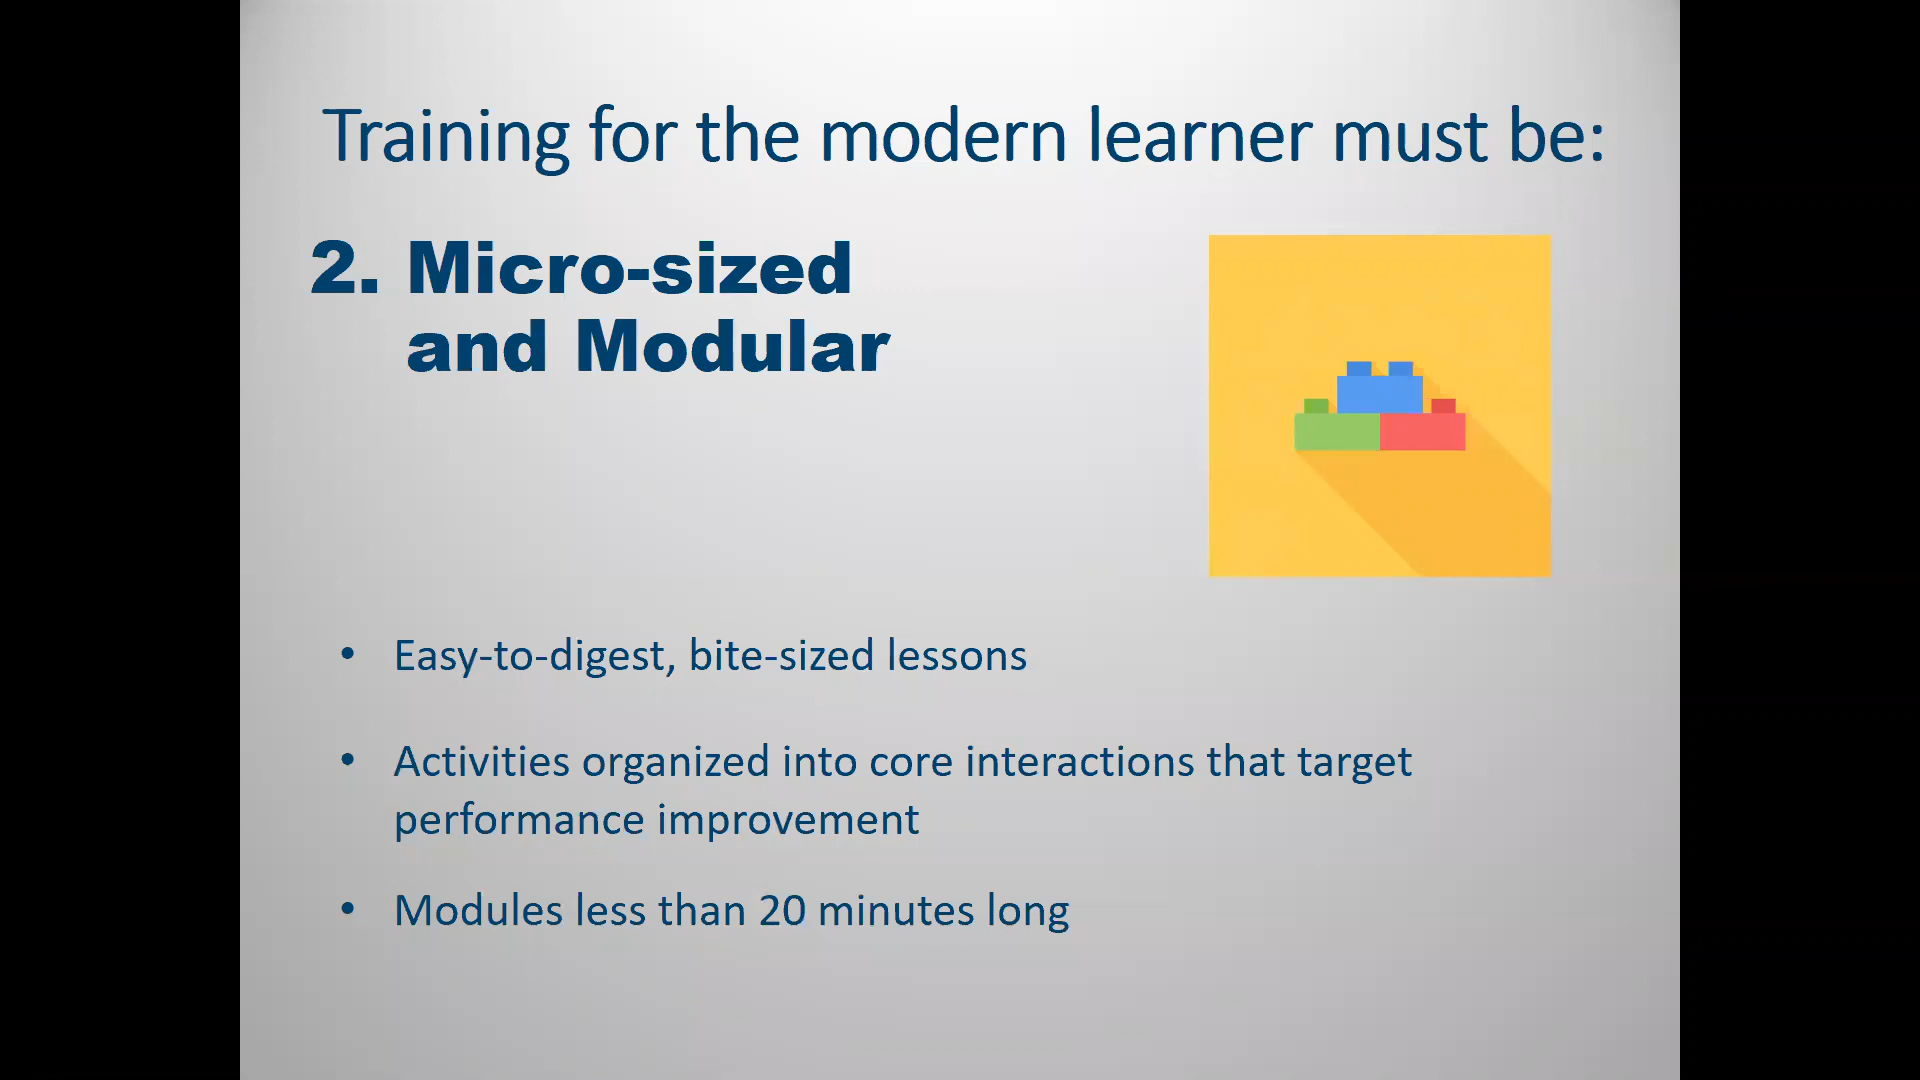 Training for the modern learner must be:
2. Micro-sized
and Modular
• Easy-to-digest, bite-sized lessons
• Activities organized into core interactions that target
performance improvement
• Modules less than 20 minutes long